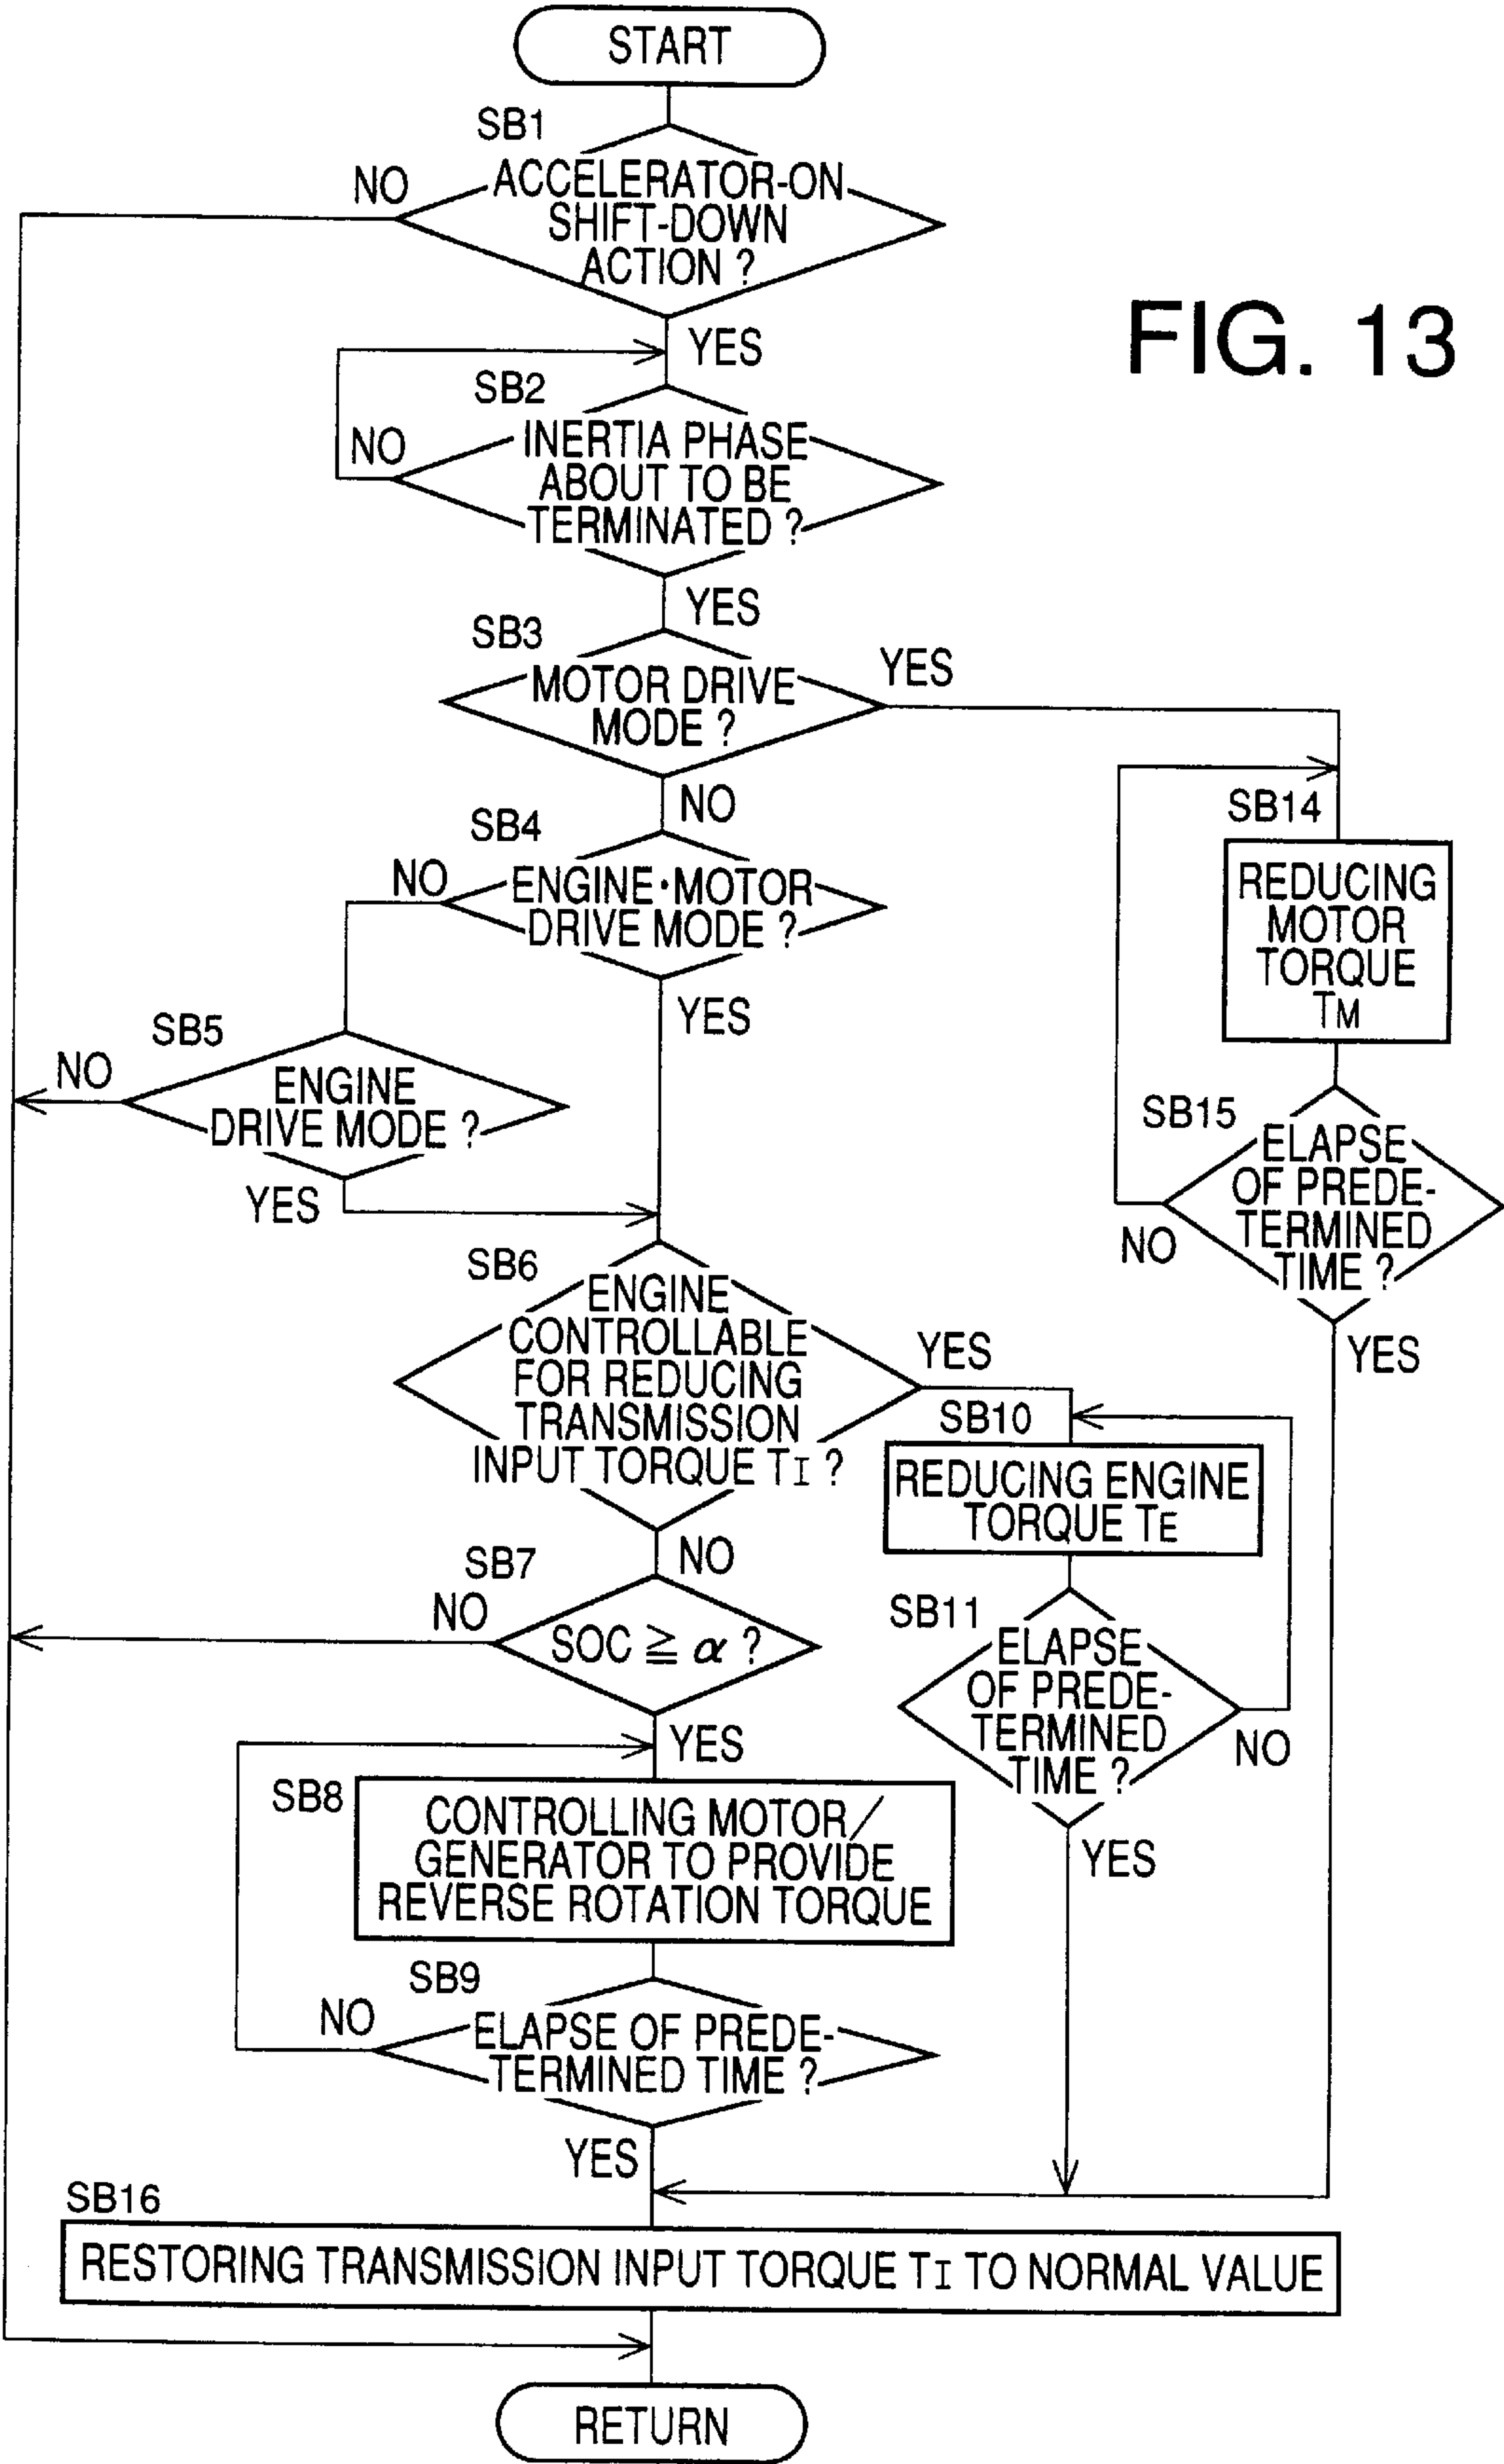 START
SB1
ACCELERATOR-ON
SHIFT-DOWN
ACTION ?
NO
YES
FIG. 13
SB2
INERTIA PHASE
ABOUT TO BE
TERMINATED ?
NO
YES
SB3
MOTOR DRIVE
MODE ?
YES
NO
SB4
ENGINE·MOTOR
DRIVE MODE ?
NO
YES
SB5
ENGINE
DRIVE MODE ?
NO
YES
SB14
REDUCING
MOTOR
TORQUE
TM
SB15
ELAPSE
OF PREDE-
TERMINED
TIME ?
NO
YES
SB6
ENGINE
CONTROLLABLE
FOR REDUCING
TRANSMISSION
INPUT TORQUE TI ?
YES
NO
SB10
REDUCING ENGINE
TORQUE TE
SB11
ELAPSE
OF PREDE-
TERMINED
TIME ?
NO
YES
SB7
SOC ≧ α ?
NO
YES
SB8
CONTROLLING MOTOR/
GENERATOR TO PROVIDE
REVERSE ROTATION TORQUE
SB9
ELAPSE OF PREDE-
TERMINED TIME ?
NO
YES
SB16
RESTORING TRANSMISSION INPUT TORQUE TI TO NORMAL VALUE
RETURN